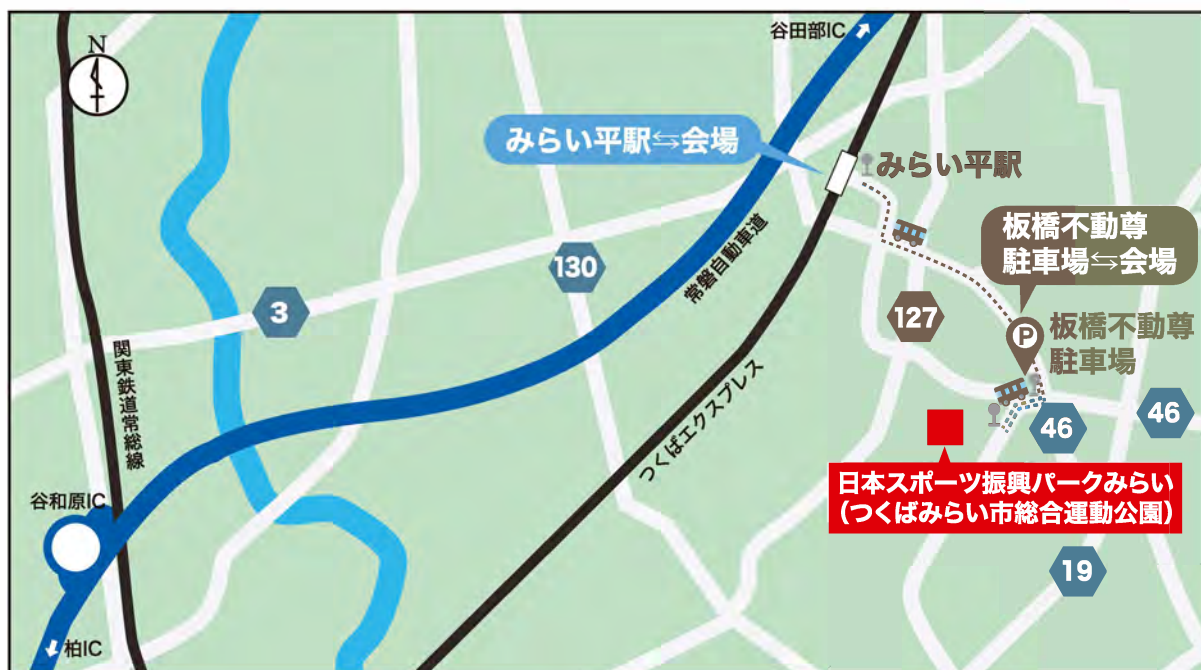 谷田部IC
N
みらい平駅⇆会場
みらい平駅
板橋不動尊
駐車場⇆会場
130
常磐自動車道
3
127
P
板橋不動尊
駐車場
関東鉄道常総線
つくばエクスプレス
46
46
日本スポーツ振興パークみらい
(つくばみらい市総合運動公園)
谷和原IC
19
柏IC